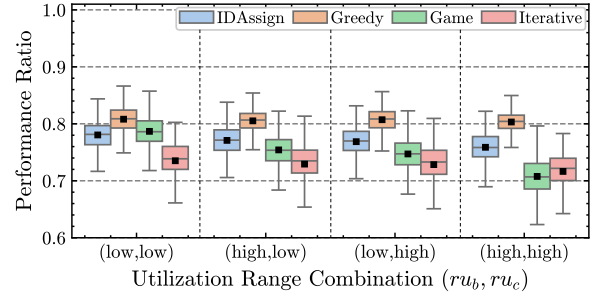 IDAssign Greedy Game Iterative
Performance Ratio
1.0
0.9
0.8
0.7
0.6
(low,low) (high,low) (low,high) (high,high)
Utilization Range Combination (ru_b, ru_c)